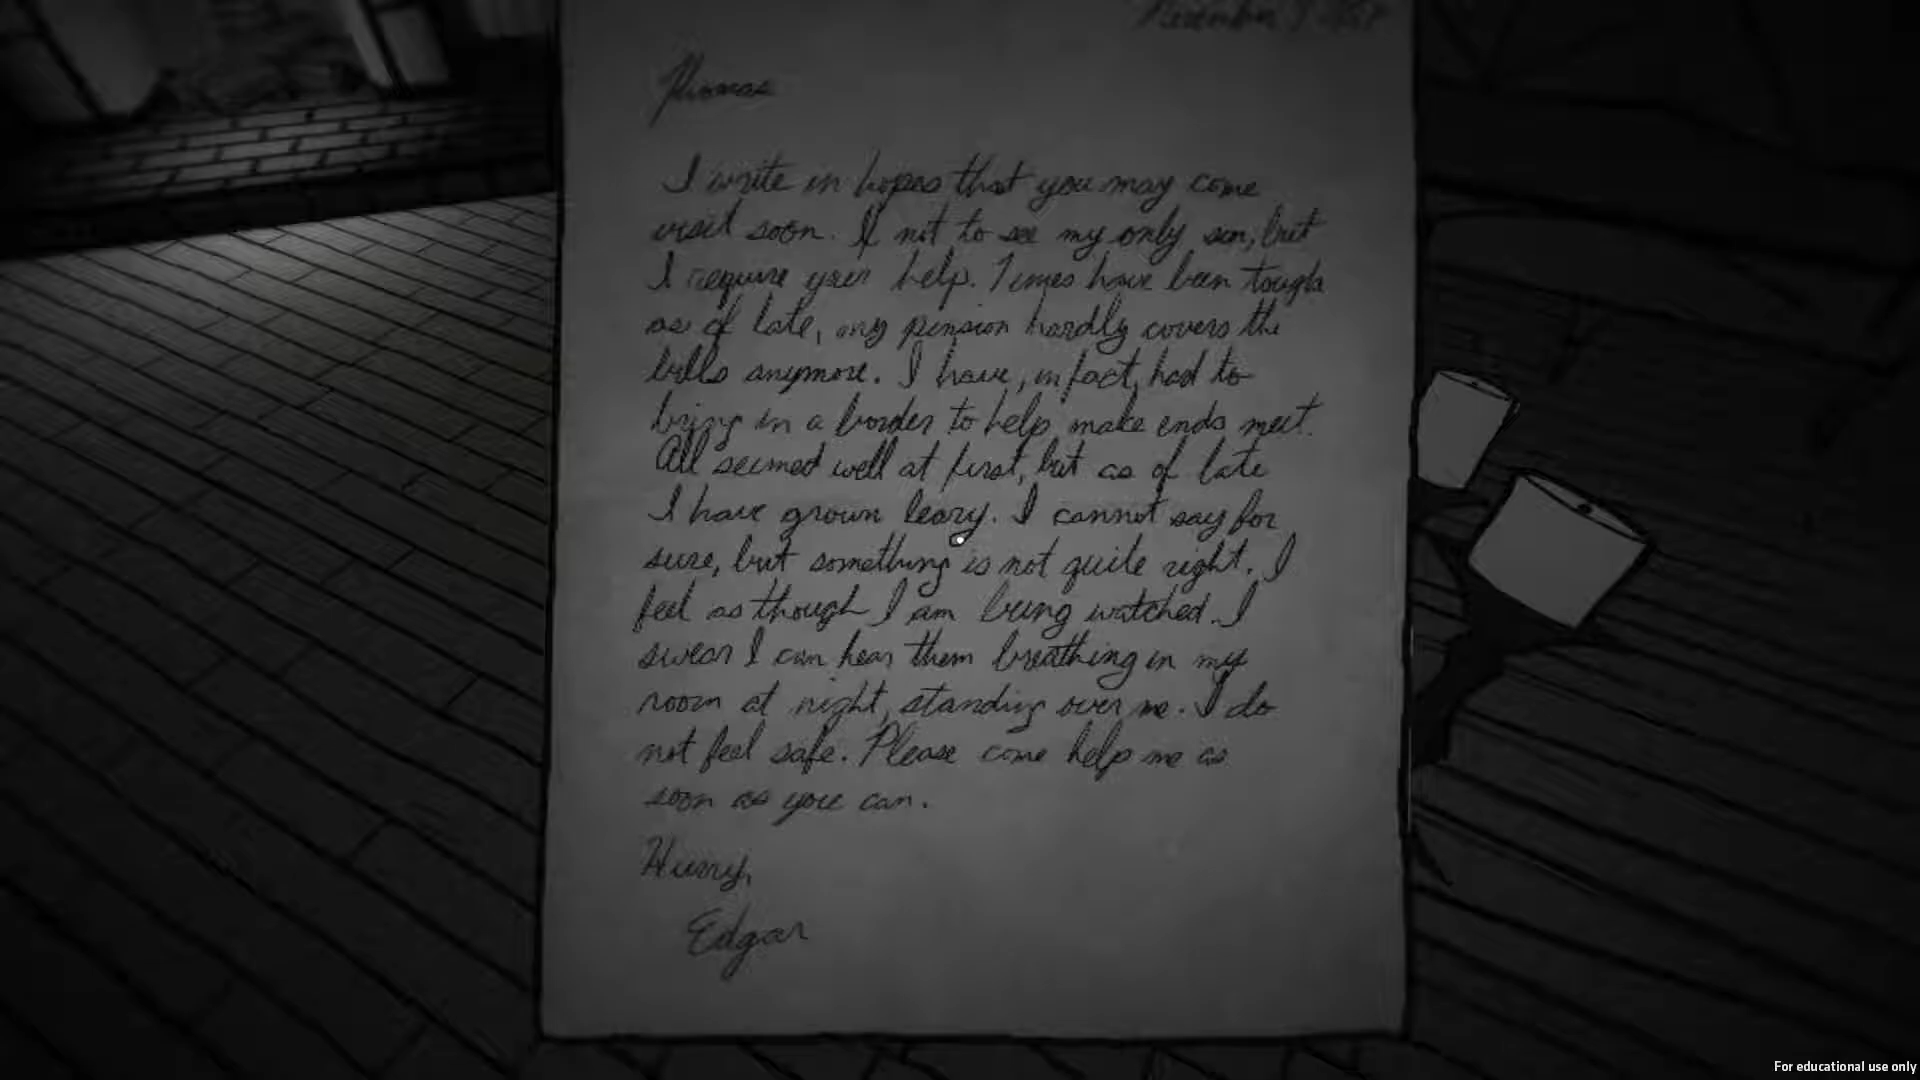 November 9
Thomas
I write in hopes that you may come
visit soon. I not to see my only son, but
I require your help. Times have been tough
as of late, my pension hardly covers the
bills anymore. I have, in fact, had to
bring in a border to help make ends meet.
All seemed well at first, but as of late
I have grown leary. I cannot say for
sure, but something is not quite right. I
feel as though I am being watched. I
swear I can hear them breathing in my
room at night, standing over me. I do
not feel safe. Please come help me as
soon as you can.
Hurry,
Edgar
For educational use only